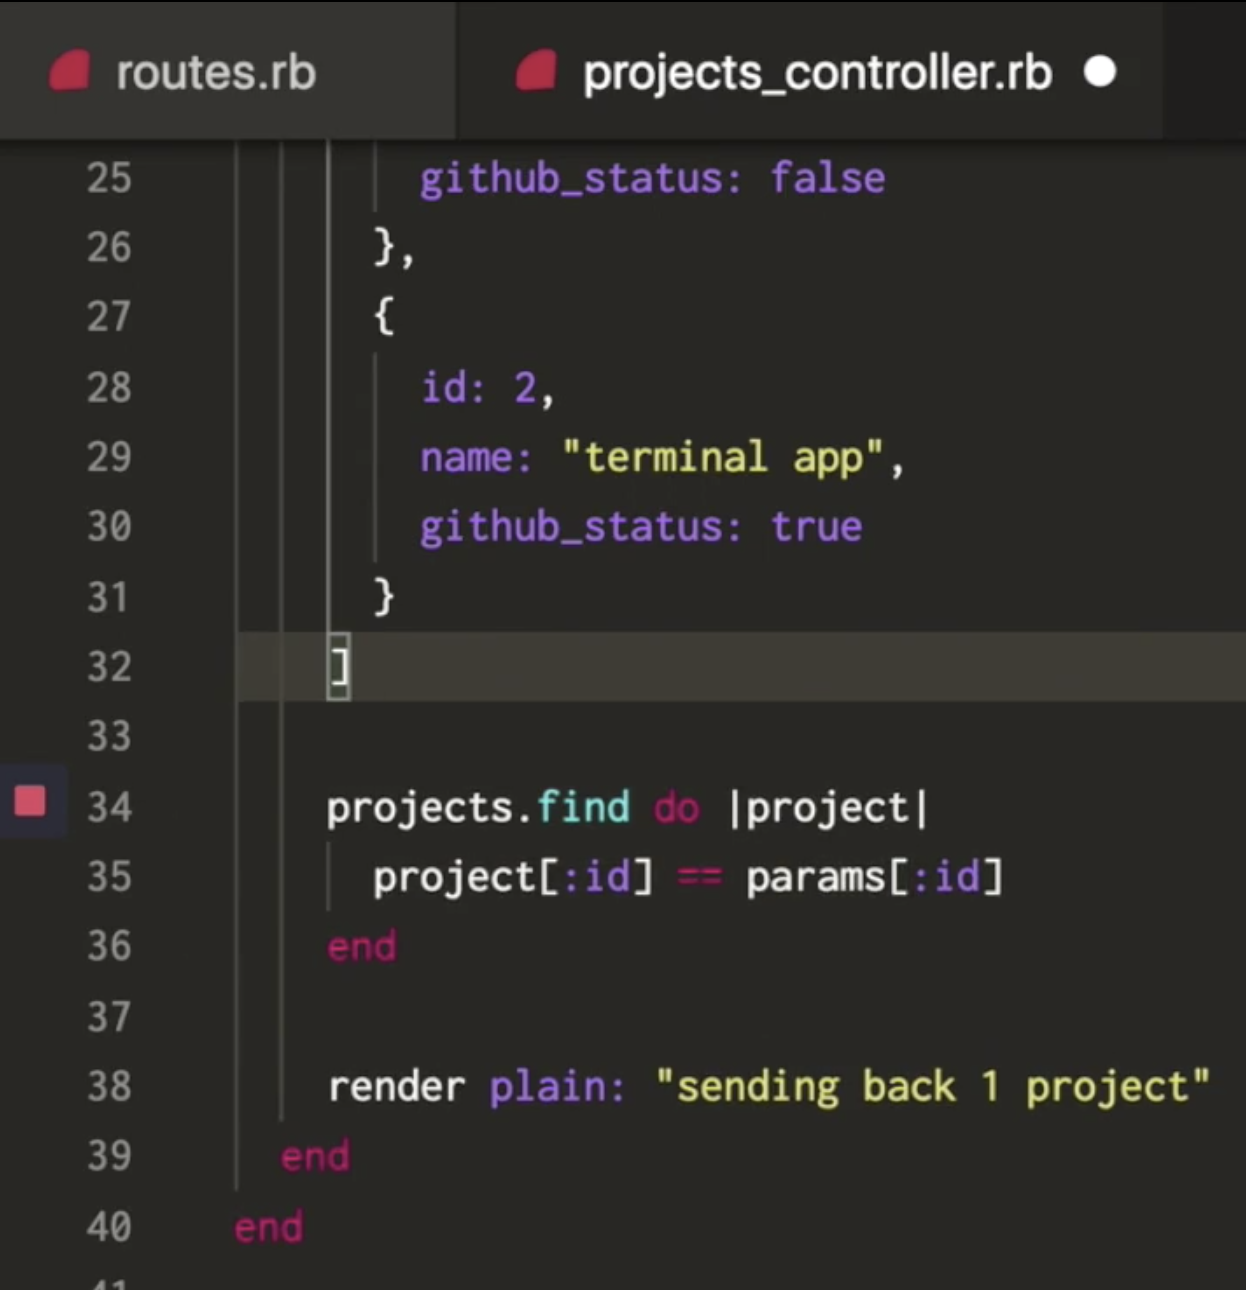 routes.rb
projects_controller.rb
25 github_status: false
26 },
27 {
28 id: 2,
29 name: "terminal app",
30 github_status: true
31 }
32 ]
33
34 projects.find do |project|
35 project[:id] == params[:id]
36 end
37
38 render plain: "sending back 1 project"
39 end
40 end
41